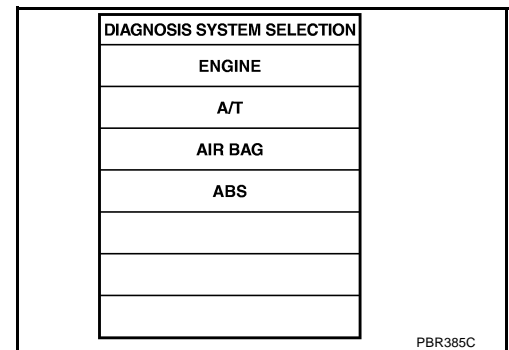 DIAGNOSIS SYSTEM SELECTION
ENGINE
A/T
AIR BAG
ABS
PBR385C